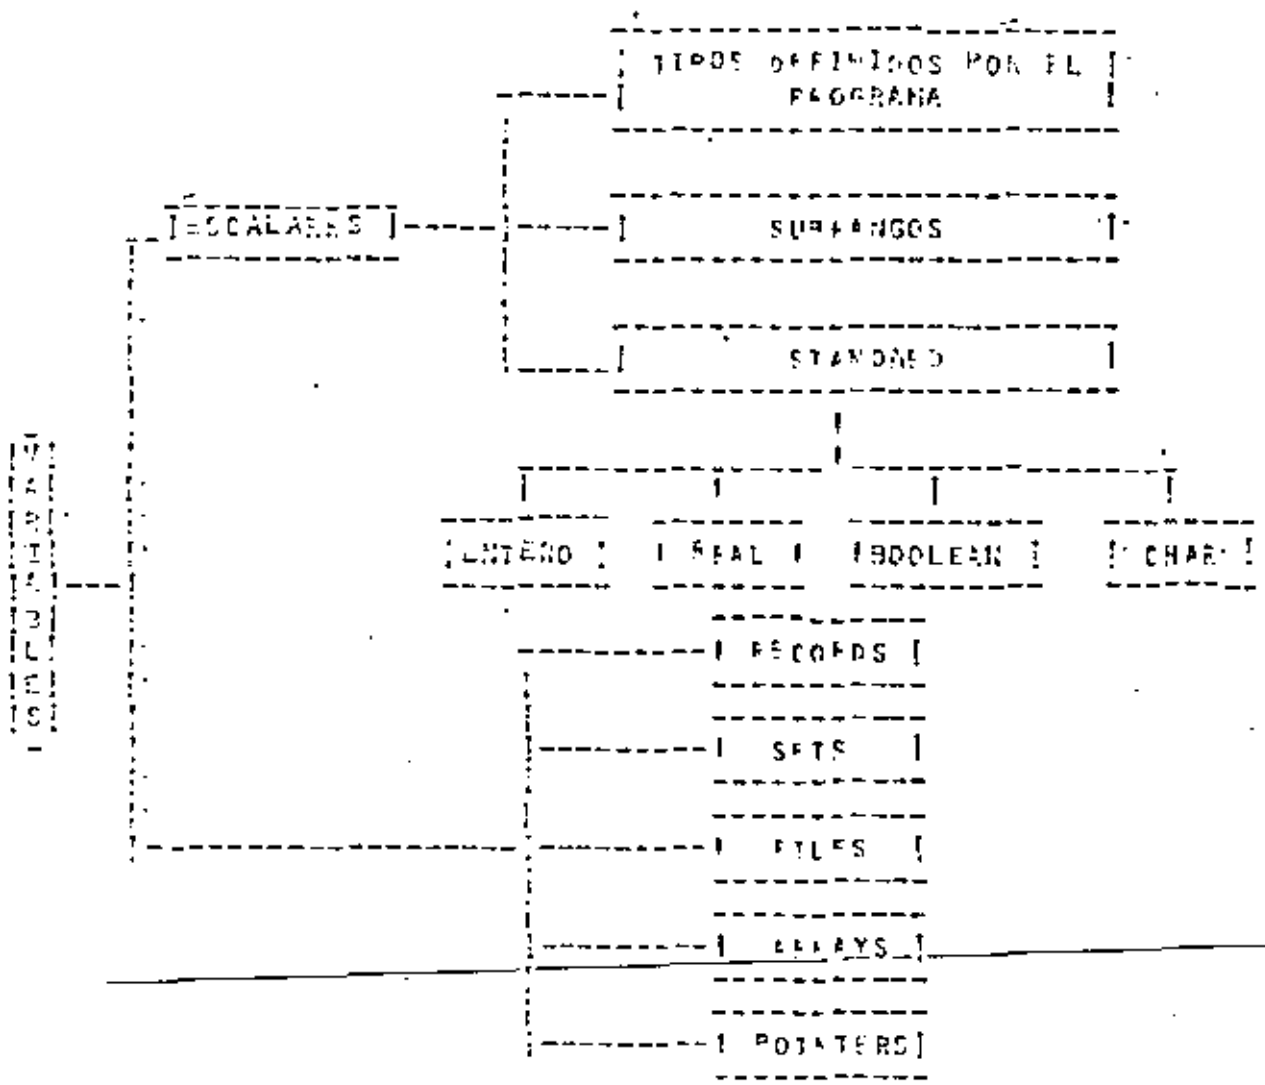 TIPOS DEFINIDOS POR EL
PROGRAMA
ESCALARES
SUBRANGOS
STANDARD
VARIABLES
ENTERO
REAL
BOOLEAN
CHAR
RECORDS
SETS
FILES
ARRAYS
POINTERS